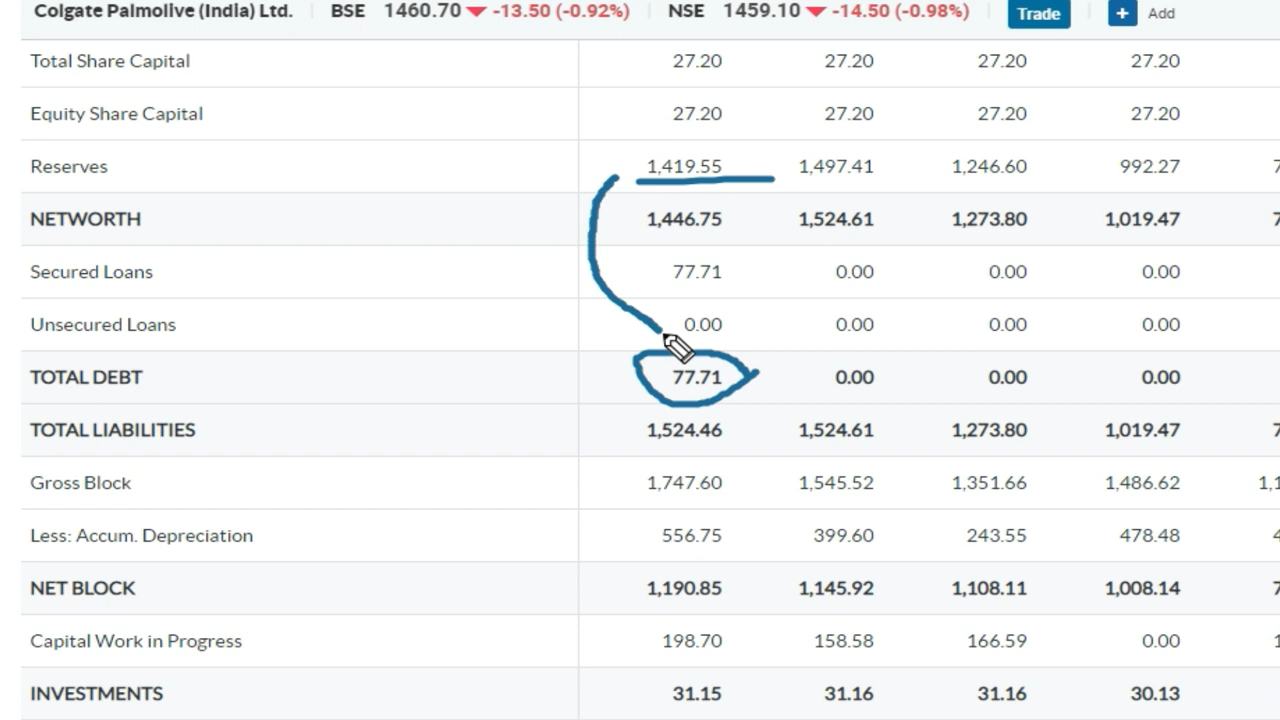 Colgate Palmolive (India) Ltd. BSE 1460.70 -13.50 (-0.92%) NSE 1459.10 -14.50 (-0.98%) Trade + Add
Total Share Capital 27.20 27.20 27.20 27.20
Equity Share Capital 27.20 27.20 27.20 27.20
Reserves 1,419.55 1,497.41 1,246.60 992.27
NETWORTH 1,446.75 1,524.61 1,273.80 1,019.47
Secured Loans 77.71 0.00 0.00 0.00
Unsecured Loans 0.00 0.00 0.00 0.00
TOTAL DEBT 77.71 0.00 0.00 0.00
TOTAL LIABILITIES 1,524.46 1,524.61 1,273.80 1,019.47
Gross Block 1,747.60 1,545.52 1,351.66 1,486.62
Less: Accum. Depreciation 556.75 399.60 243.55 478.48
NET BLOCK 1,190.85 1,145.92 1,108.11 1,008.14
Capital Work in Progress 198.70 158.58 166.59 0.00
INVESTMENTS 31.15 31.16 31.16 30.13